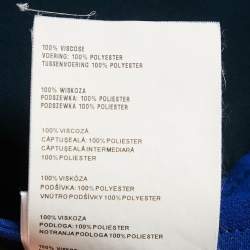 100% VISCOSE
VOERING: 100% POLYESTER
TUSSENVOERING 100% POLYESTER
100% WISKOZA
PODSZEWKA: 100% POLIESTER
PODSZEWKA 100% POLIESTER
100% VISCOZĂ
CĂPTUŞEALĂ: 100% POLIESTER
CĂPTUŞEALĂ INTERMEDIARĂ
100% POLIESTER
100% VISKÓZA
PODŠÍVKA: 100% POLYESTER
VNÚTRO PODŠÍVKY 100% POLYESTER
100% VISKOZA
PODLOGA: 100% POLIESTER
NOTRANJA PODLOGA 100% POLIESTER